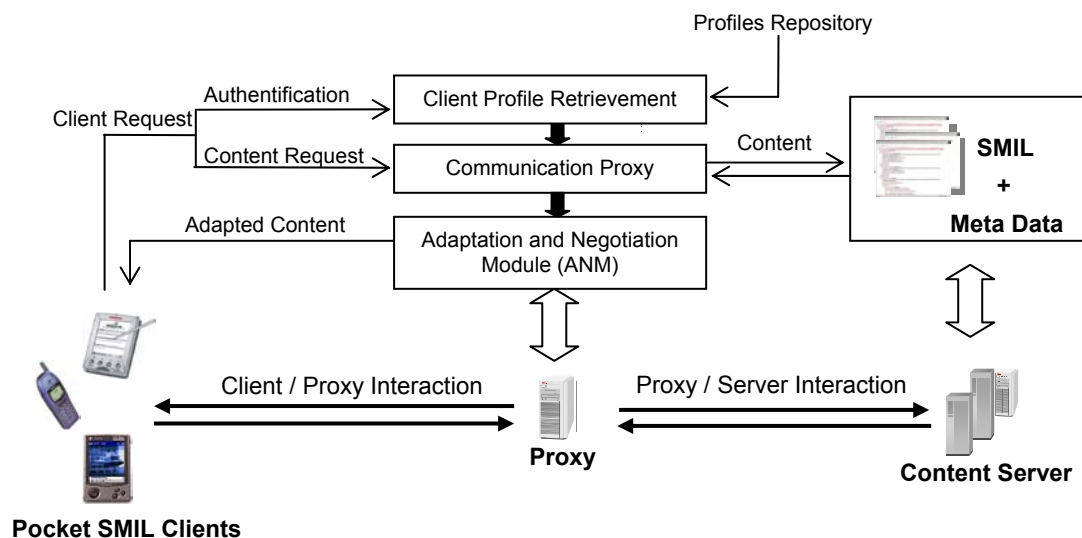 Profiles Repository
Authentification
Client Profile Retrievement
Client Request
Content Request
Communication Proxy
Content
SMIL
+
Meta Data
Adapted Content
Adaptation and Negotiation
Module (ANM)
Client / Proxy Interaction
Proxy / Server Interaction
Proxy
Content Server
Pocket SMIL Clients